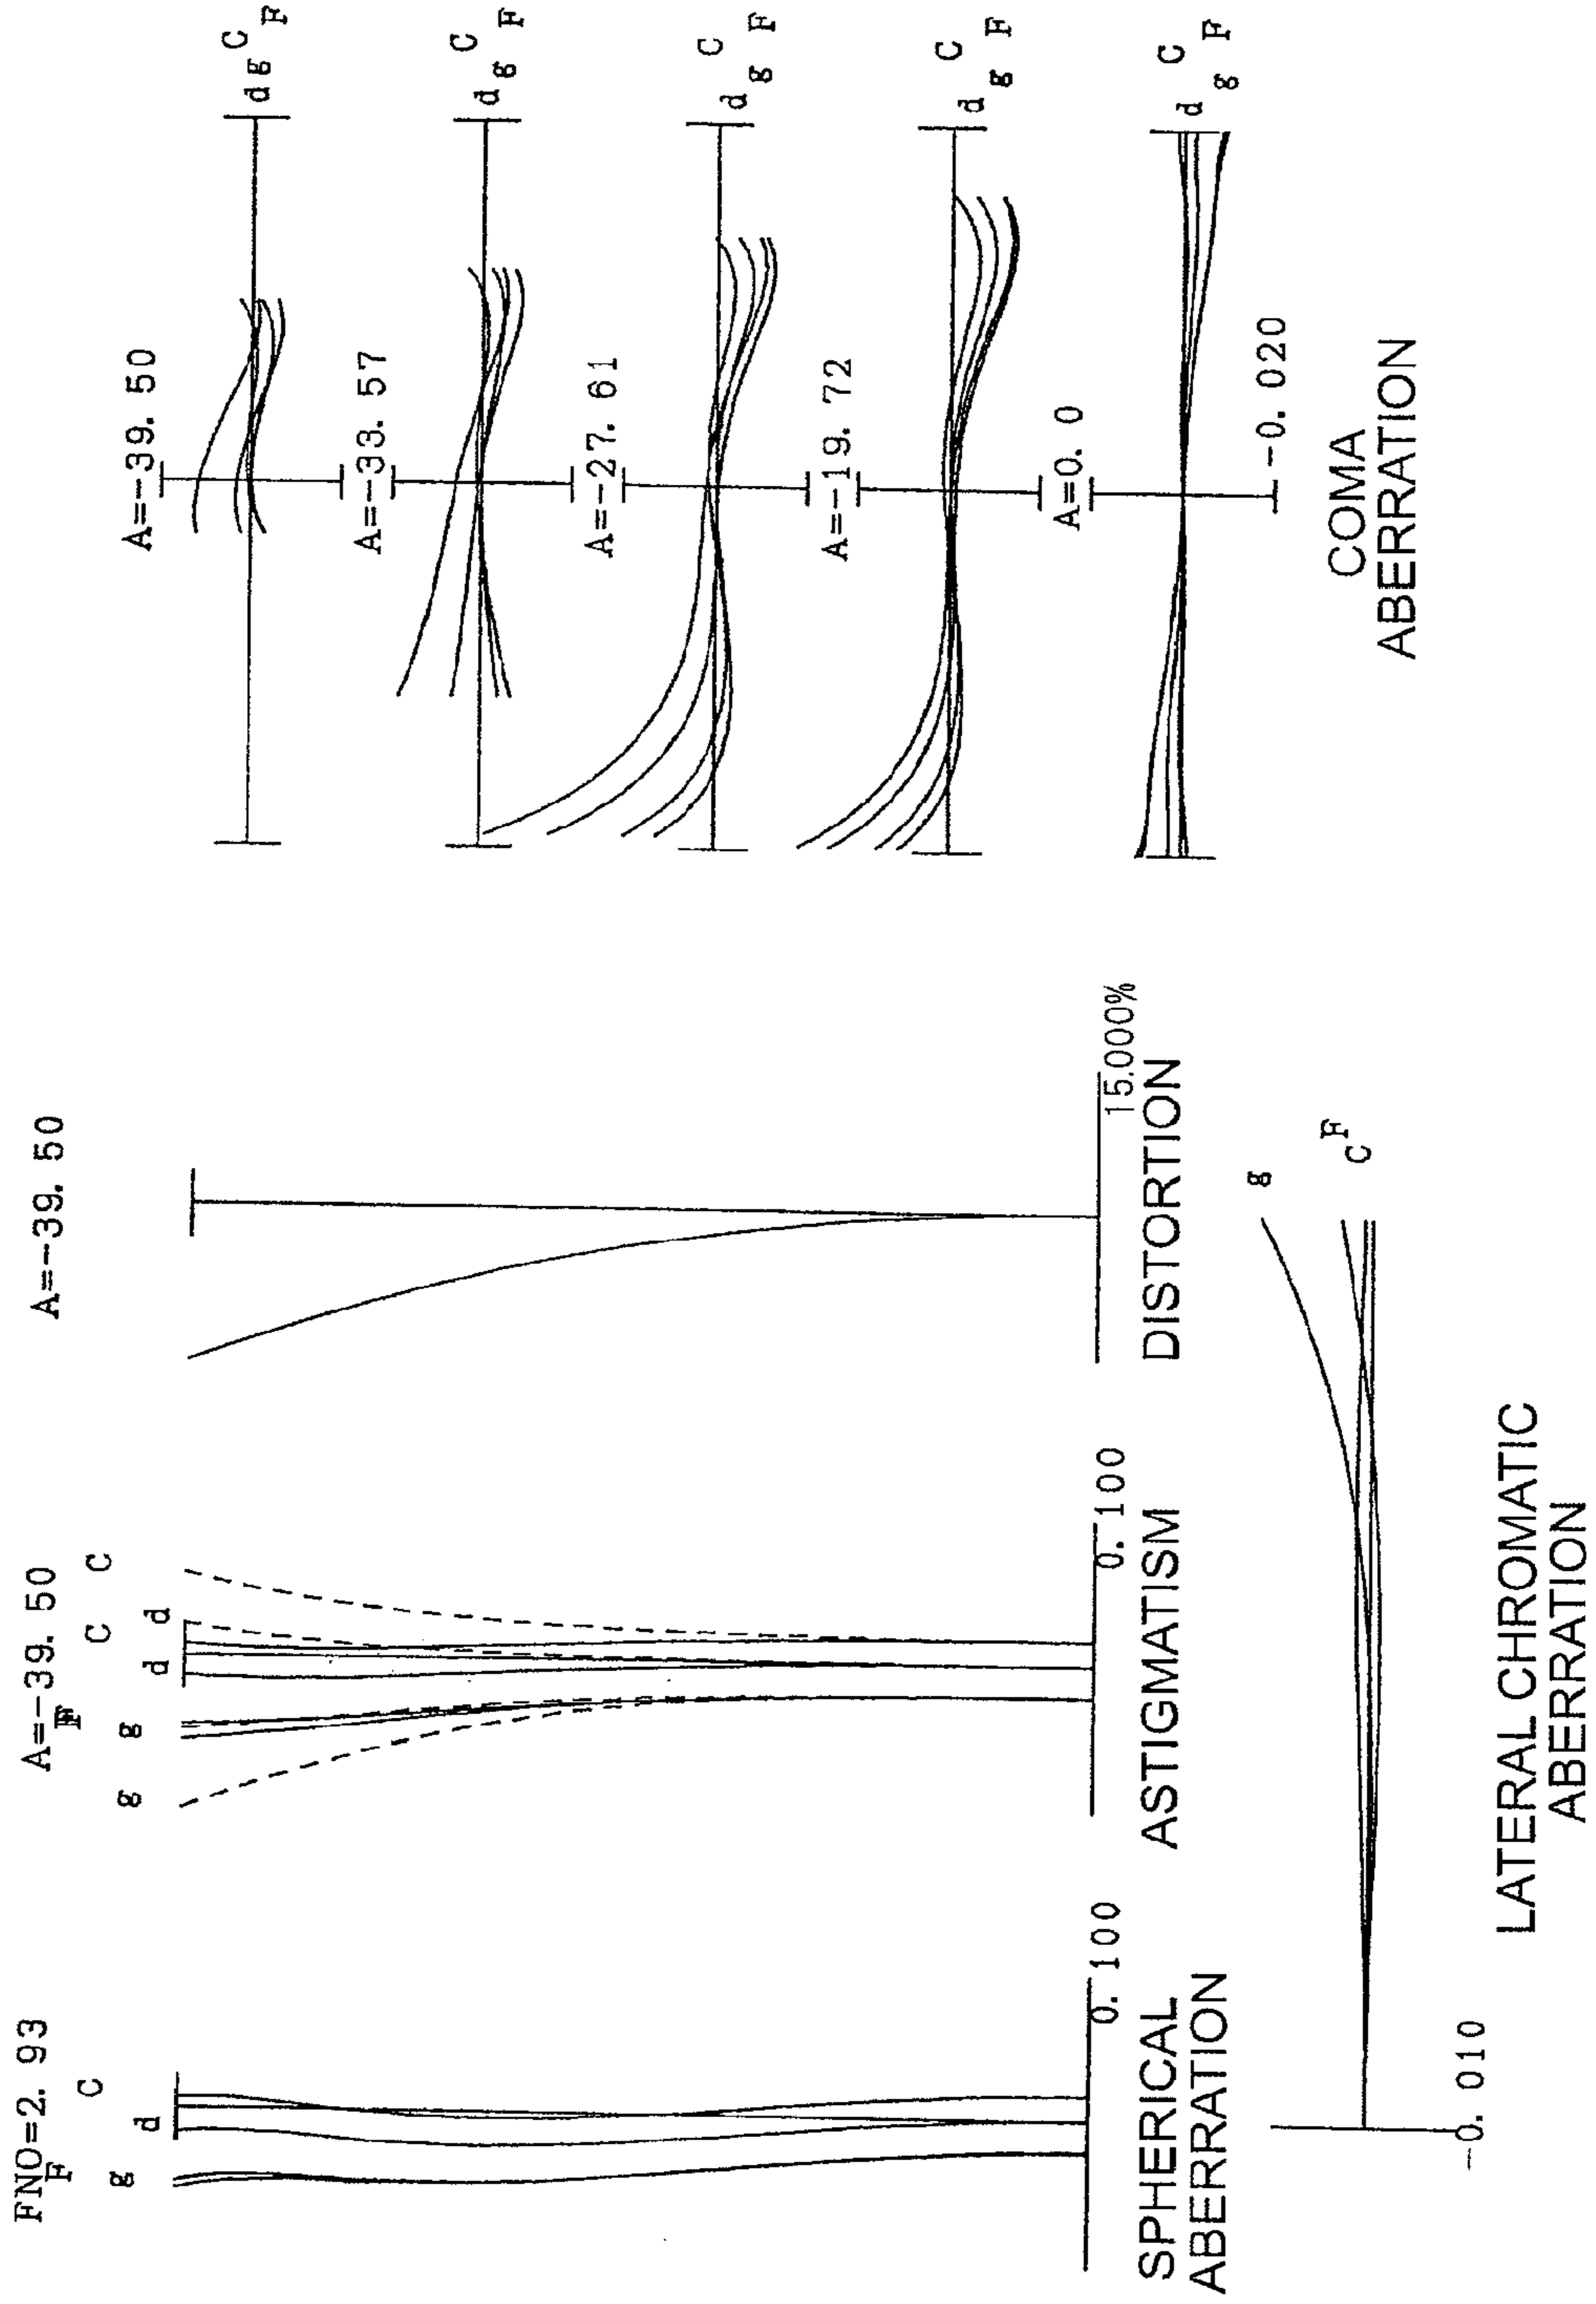 FNO=2. 93
F
g
d
C
0. 100
SPHERICAL
ABERRATION
A=-39. 50
F
g
g
d
C
d
C
0. 100
ASTIGMATISM
A=-39. 50
15.000%
DISTORTION
g
F
C
-0. 010
LATERAL CHROMATIC
ABERRATION
A=-39. 50
d g C F
A=-33. 57
d g C F
A=-27. 61
d g C F
A=-19. 72
d g C F
A=0. 0
d g C F
-0. 020
COMA
ABERRATION